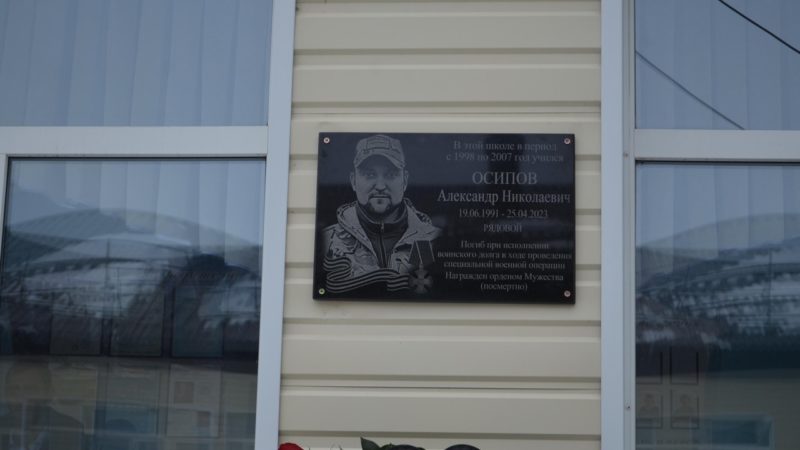 В этой школе в период
с 1998 по 2007 год учился
ОСИПОВ
Александр Николаевич
19.06.1991 - 25.04.2023
РЯДОВОЙ
Погиб при исполнении
воинского долга в ходе проведения
специальной военной операции
Награжден орденом Мужества
(посмертно)